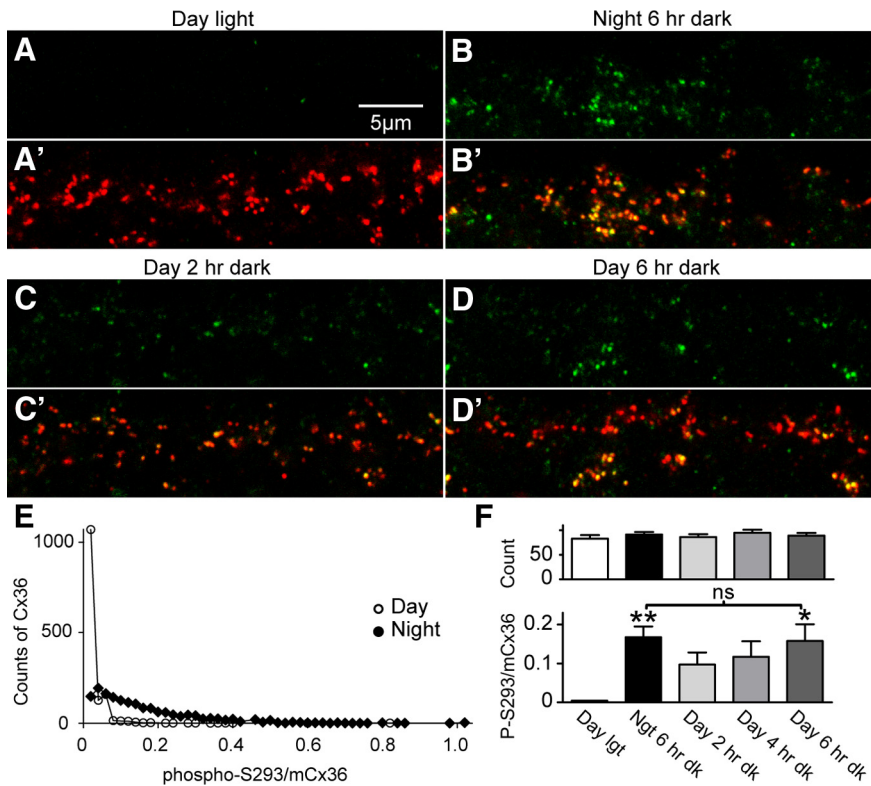 Day light
Night 6 hr dark
A
B
5μm
A’
B’
Day 2 hr dark
Day 6 hr dark
C
D
C’
D’
E
F
1000
500
0
Counts of Cx36
Day
Night
0 0.2 0.4 0.6 0.8 1.0
phospho-S293/mCx36
Count
50
0
ns
**
*
P-S293/mCx36
0.2
0.1
0
Day lgt
Ngt 6 hr dk
Day 2 hr dk
Day 4 hr dk
Day 6 hr dk